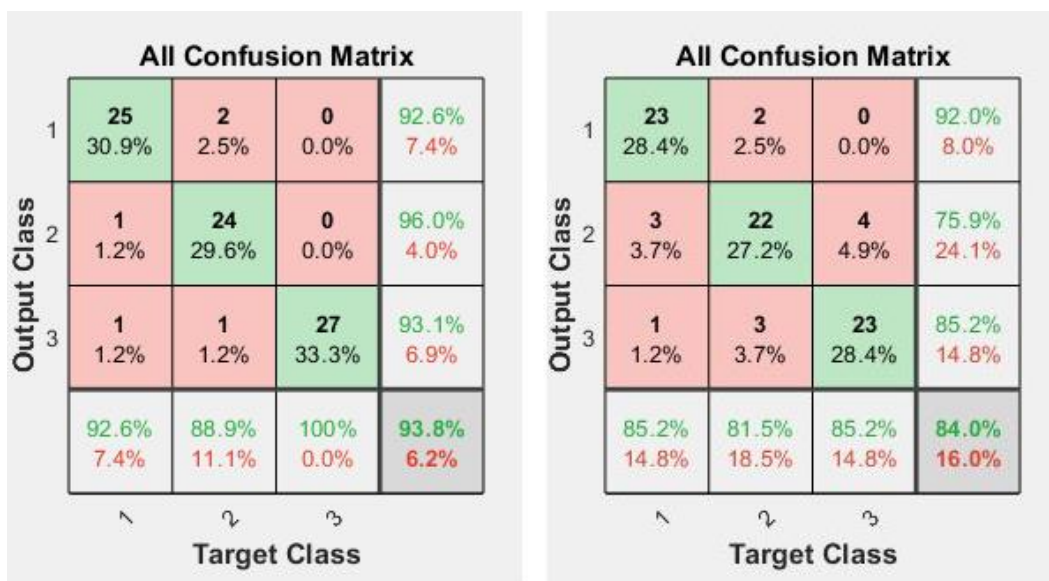 All Confusion Matrix
Output Class
1
25 2 0 92.6%
30.9% 2.5% 0.0% 7.4%
2
1 24 0 96.0%
1.2% 29.6% 0.0% 4.0%
3
1 1 27 93.1%
1.2% 1.2% 33.3% 6.9%
92.6% 88.9% 100% 93.8%
7.4% 11.1% 0.0% 6.2%
1 2 3
Target Class
All Confusion Matrix
Output Class
1
23 2 0 92.0%
28.4% 2.5% 0.0% 8.0%
2
3 22 4 75.9%
3.7% 27.2% 4.9% 24.1%
3
1 3 23 85.2%
1.2% 3.7% 28.4% 14.8%
85.2% 81.5% 85.2% 84.0%
14.8% 18.5% 14.8% 16.0%
1 2 3
Target Class